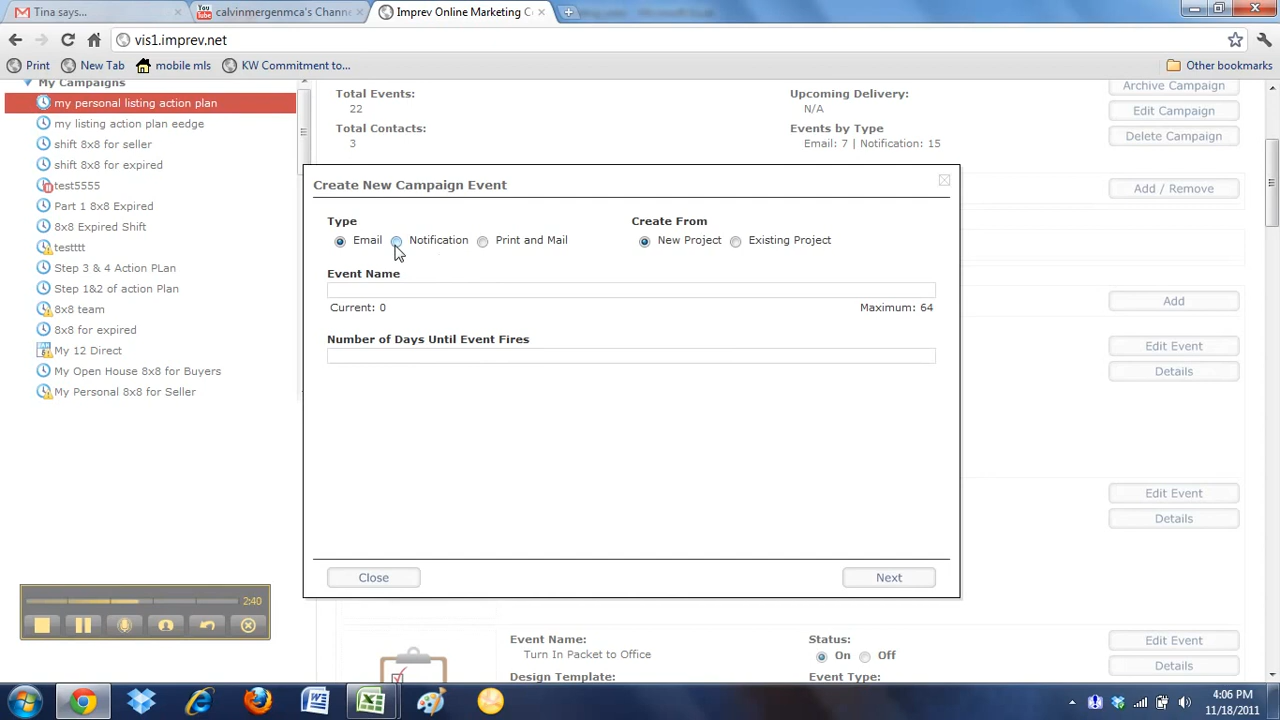 Tina says...
calvinmergenmca's Chann
Imprev Online Marketing C
vis1.imprev.net
Print
New Tab
mobile mls
KW Commitment to...
Other bookmarks
My Campaigns
my personal listing action plan
my listing action plan eedge
shift 8x8 for seller
shift 8x8 for expired
test5555
Part 1 8x8 Expired
8x8 Expired Shift
testttt
Step 3 & 4 Action PLan
Step 1&2 of action Plan
8x8 team
8x8 for expired
My 12 Direct
My Open House 8x8 for Buyers
My Personal 8x8 for Seller
Total Events:
22
Total Contacts:
3
Upcoming Delivery:
N/A
Events by Type
Email: 7 | Notification: 15
Archive Campaign
Edit Campaign
Delete Campaign
Add / Remove
Add
Edit Event
Details
Edit Event
Details
Edit Event
Details
Create New Campaign Event
Type
Email
Notification
Print and Mail
Create From
New Project
Existing Project
Event Name
Current: 0
Maximum: 64
Number of Days Until Event Fires
Close
Next
Event Name:
Turn In Packet to Office
Design Template:
Status:
On
Off
Event Type:
2:40
4:06 PM
11/18/2011